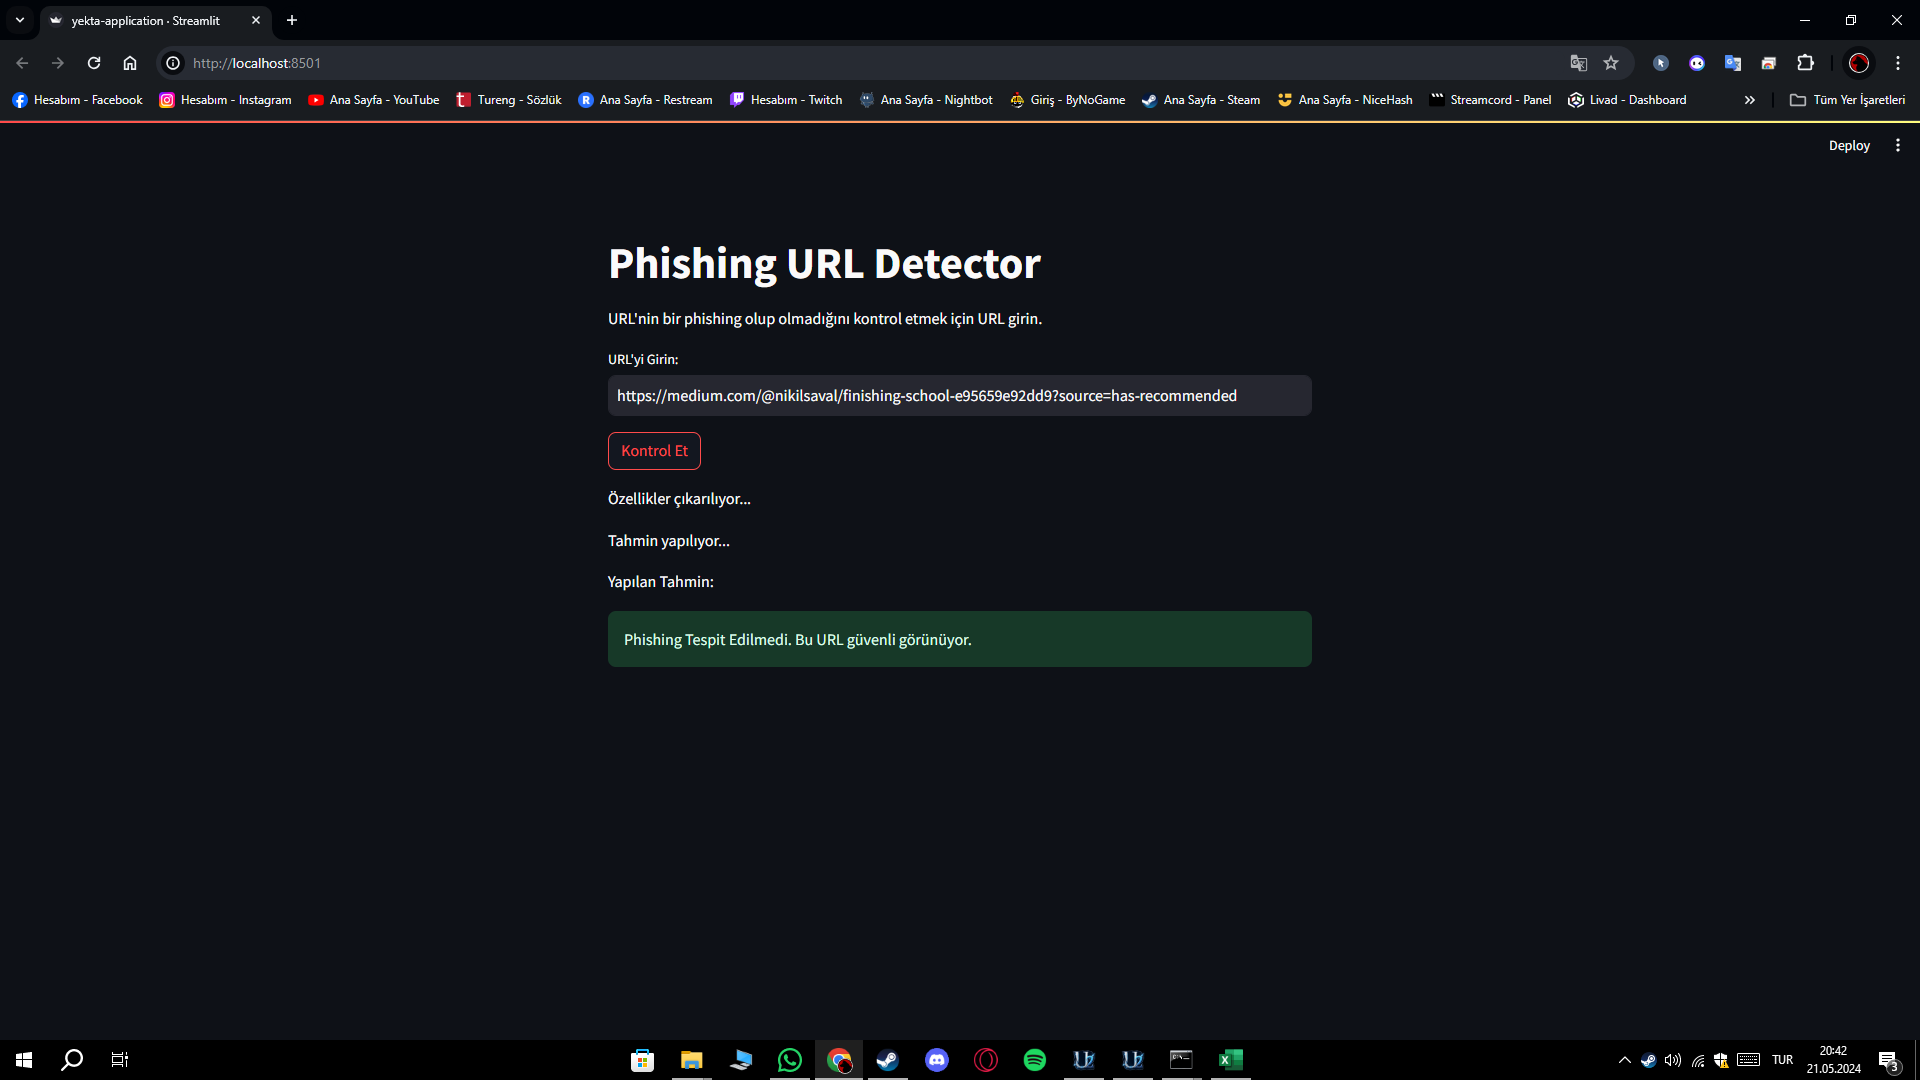 yekta-application · Streamlit
http://localhost:8501
Hesabım - Facebook
Hesabım - Instagram
Ana Sayfa - YouTube
Tureng - Sözlük
Ana Sayfa - Restream
Hesabım - Twitch
Ana Sayfa - Nightbot
Giriş - ByNoGame
Ana Sayfa - Steam
Ana Sayfa - NiceHash
Streamcord - Panel
Livad - Dashboard
Tüm Yer İşaretleri
Deploy
Phishing URL Detector
URL'nin bir phishing olup olmadığını kontrol etmek için URL girin.
URL'yi Girin:
https://medium.com/@nikilsaval/finishing-school-e95659e92dd9?source=has-recommended
Kontrol Et
Özellikler çıkarılıyor...
Tahmin yapılıyor...
Yapılan Tahmin:
Phishing Tespit Edilmedi. Bu URL güvenli görünüyor.
TUR
20:42
21.05.2024
3